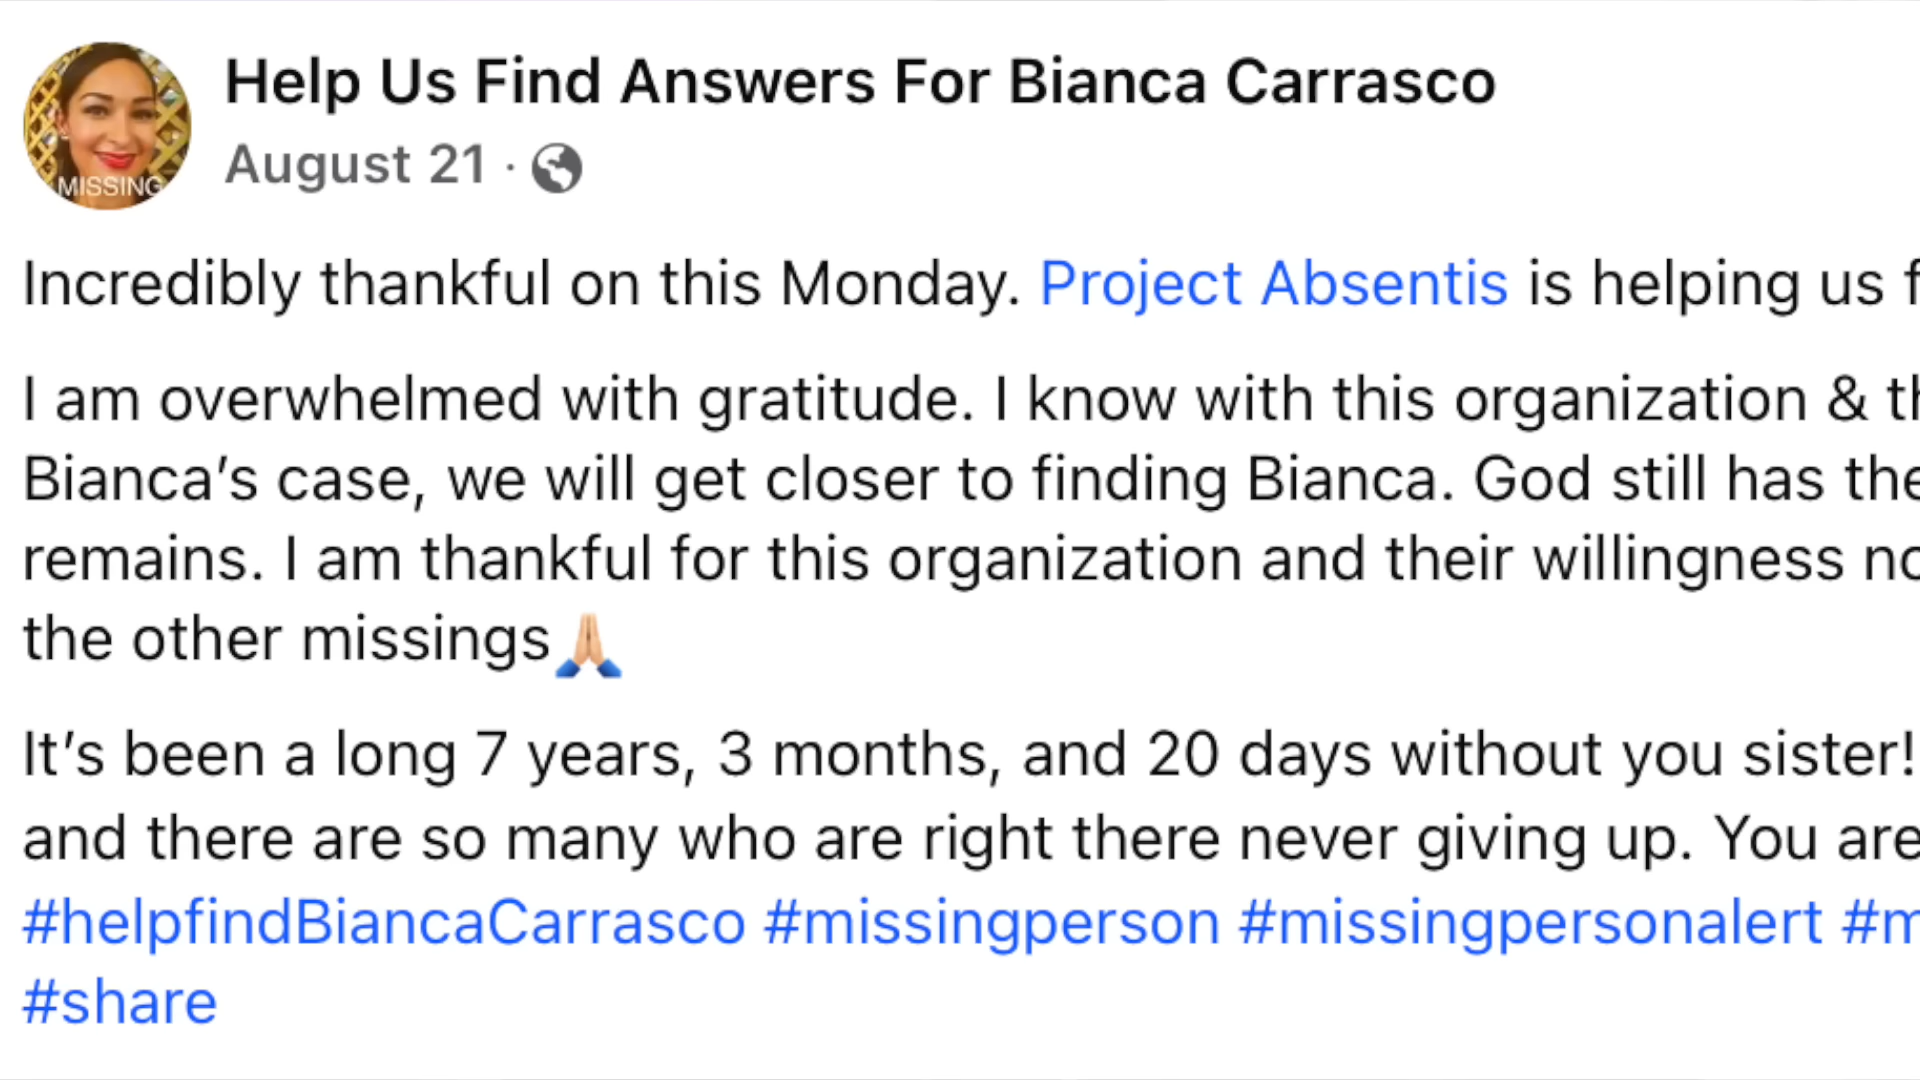 Help Us Find Answers For Bianca Carrasco
August 21 ·
MISSING
Incredibly thankful on this Monday. Project Absentis is helping us
I am overwhelmed with gratitude. I know with this organization &
Bianca’s case, we will get closer to finding Bianca. God still has
remains. I am thankful for this organization and their willingness
the other missings🙏🏼
It’s been a long 7 years, 3 months, and 20 days without you sister!
and there are so many who are right there never giving up. You are
#helpfindBiancaCarrasco #missingperson #missingpersonalert
#share